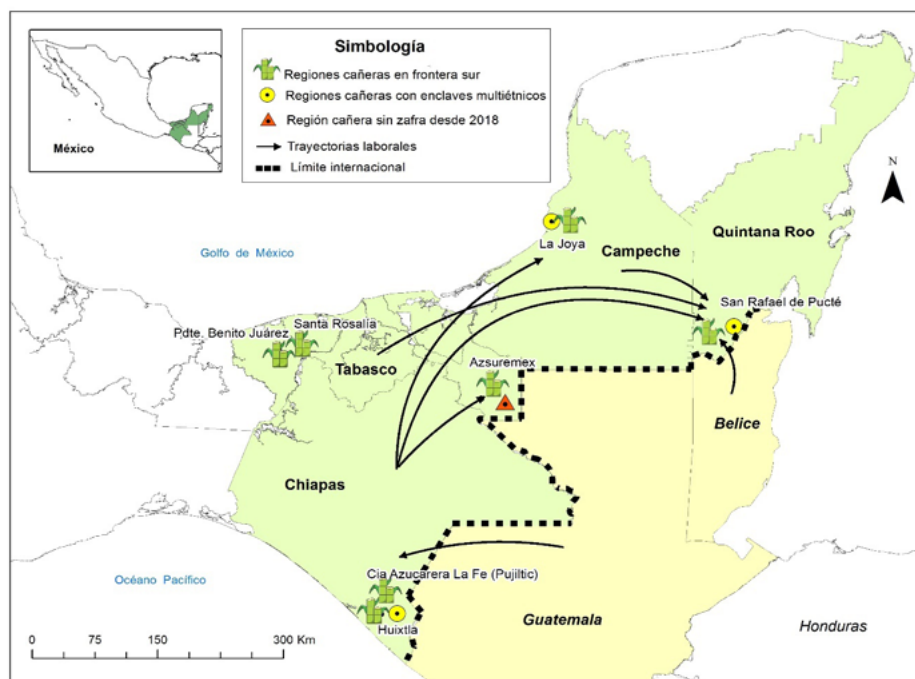 México
Simbología
Regiones cañeras en frontera sur
Regiones cañeras con enclaves multiétnicos
Región cañera sin zafra desde 2018
Trayectorias laborales
Límite internacional
N
Golfo de México
La Joya
Campeche
Quintana Roo
San Rafael de Pucté
Pdte. Benito Juárez
Santa Rosalía
Tabasco
Azsuremex
Belice
Chiapas
Océano Pacífico
Cia Azucarera La Fe (Pujiltic)
Huixtla
Guatemala
Honduras
0 75 150 300 Km